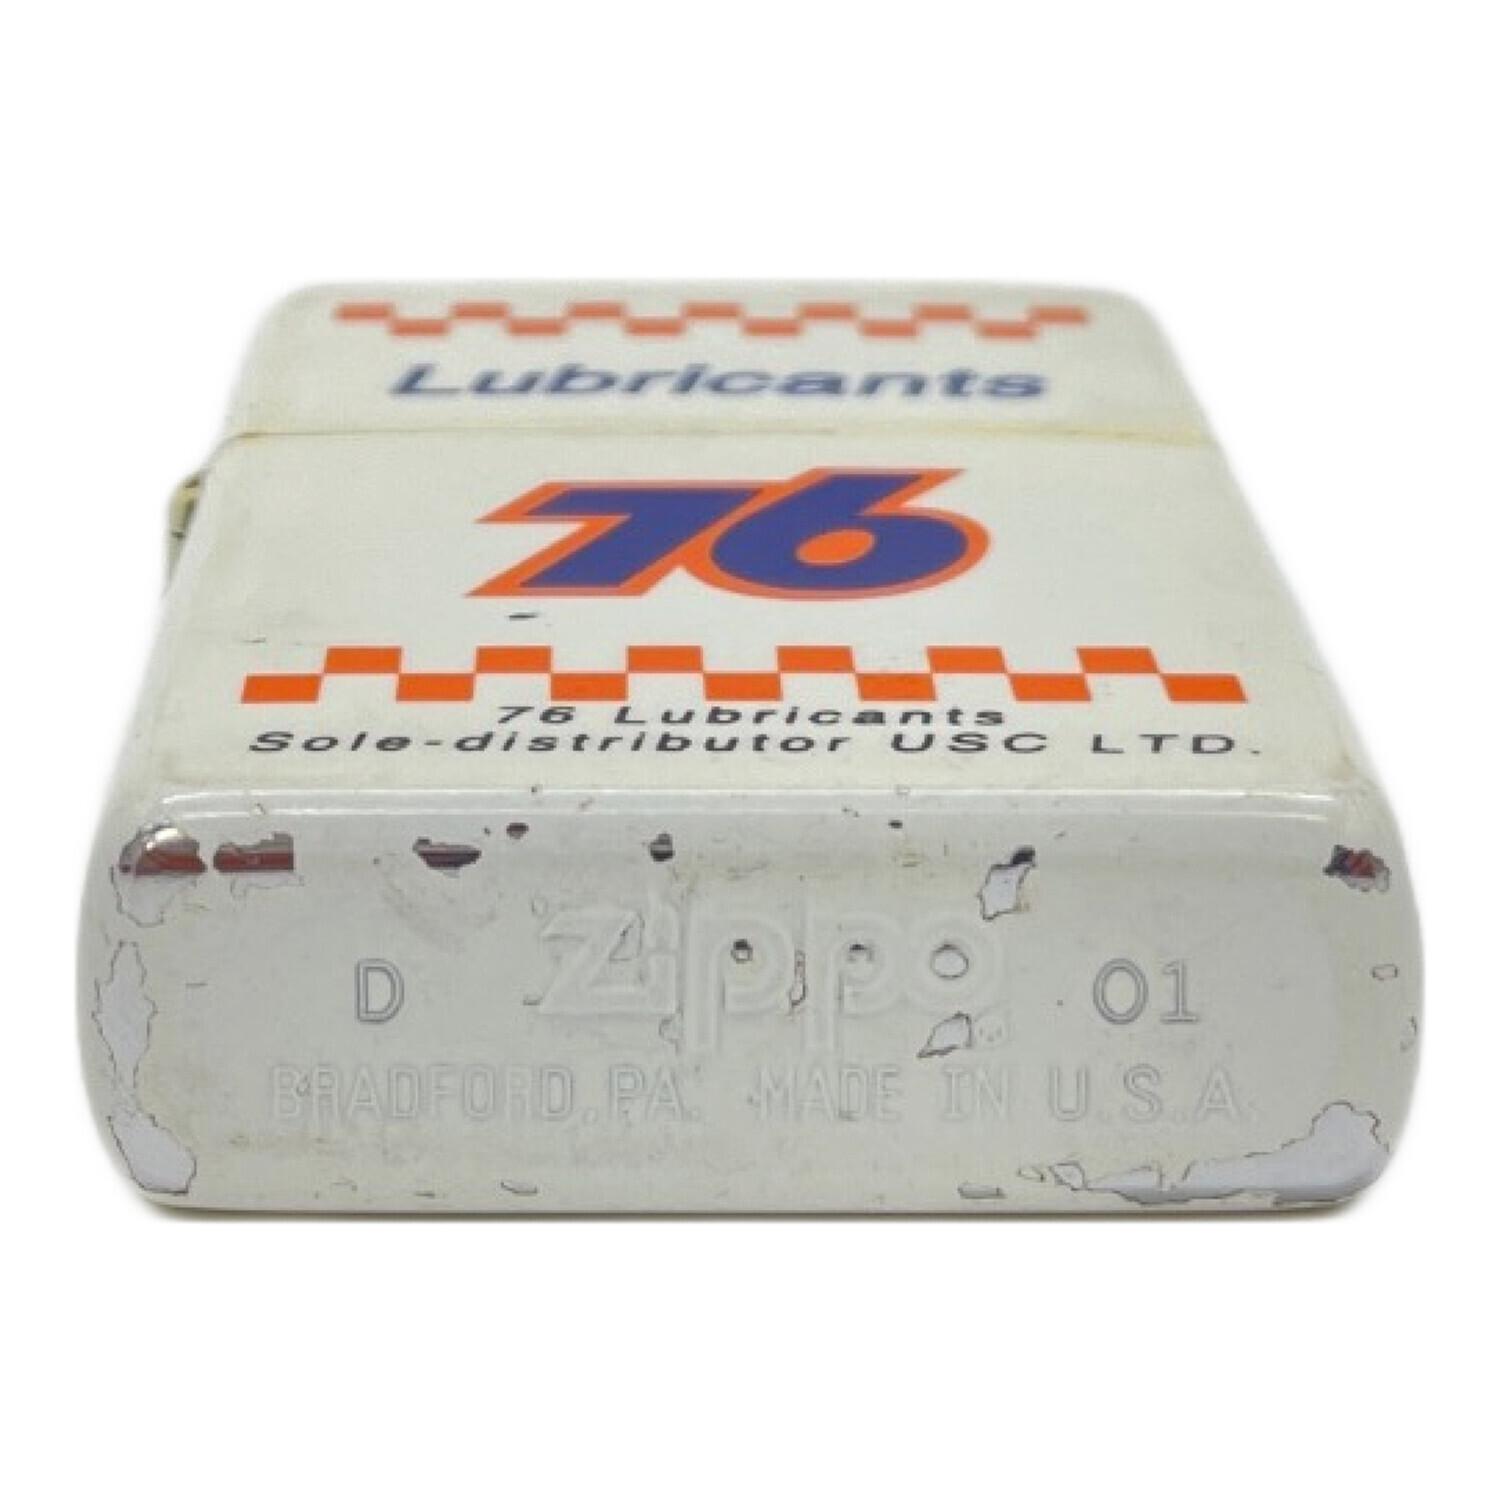 Lubricants
76
76 Lubricants
Sole-distributor USC LTD.
D zippo 01
BRADFORD, PA. MADE IN U.S.A.